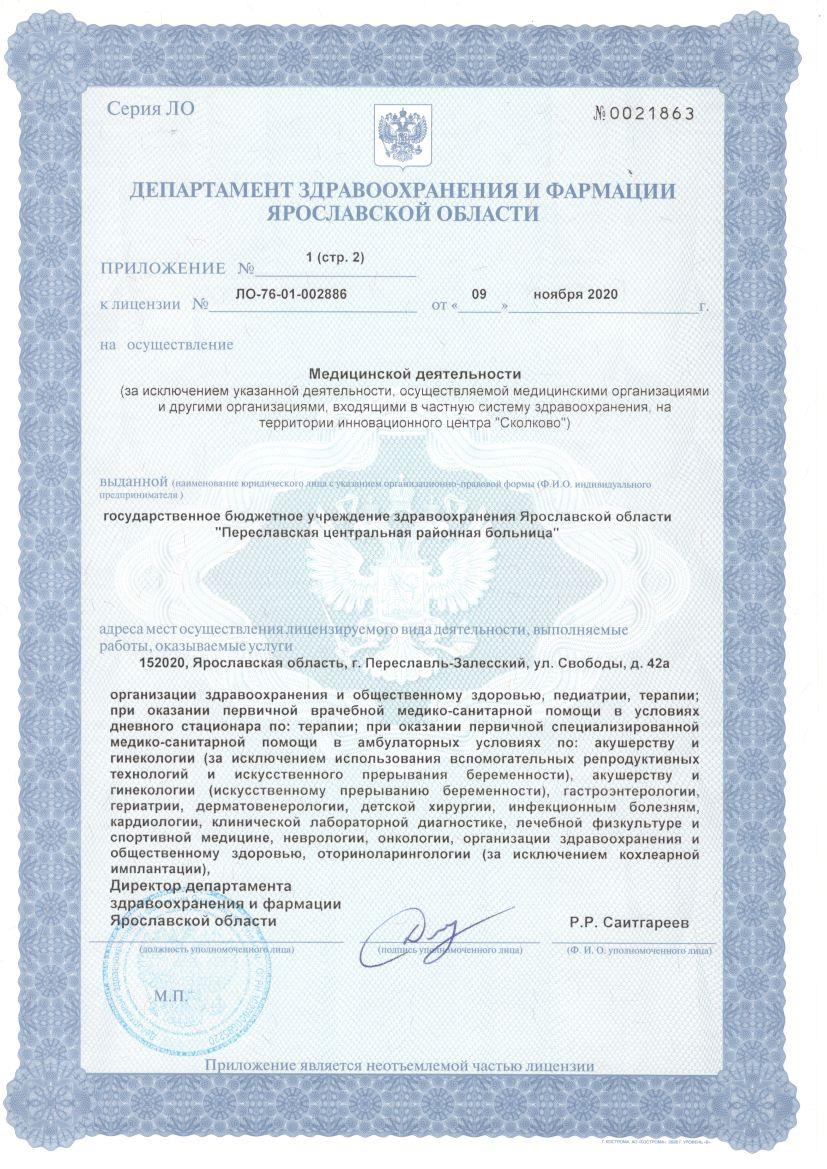 Серия ЛО
№0021863
ДЕПАРТАМЕНТ ЗДРАВООХРАНЕНИЯ И ФАРМАЦИИ
ЯРОСЛАВСКОЙ ОБЛАСТИ
ПРИЛОЖЕНИЕ № 1 (стр. 2)
к лицензии № ЛО-76-01-002886 от « 09 » ноября 2020 г.
на осуществление
Медицинской деятельности
(за исключением указанной деятельности, осуществляемой медицинскими организациями
и другими организациями, входящими в частную систему здравоохранения, на
территории инновационного центра "Сколково")
выданной (наименование юридического лица с указанием организационно-правовой формы (Ф.И.О. индивидуального
предпринимателя )
государственное бюджетное учреждение здравоохранения Ярославской области
"Переславская центральная районная больница"
адреса мест осуществления лицензируемого вида деятельности, выполняемые
работы, оказываемые услуги
152020, Ярославская область, г. Переславль-Залесский, ул. Свободы, д. 42а
организации здравоохранения и общественному здоровью, педиатрии, терапии;
при оказании первичной врачебной медико-санитарной помощи в условиях
дневного стационара по: терапии; при оказании первичной специализированной
медико-санитарной помощи в амбулаторных условиях по: акушерству и
гинекологии (за исключением использования вспомогательных репродуктивных
технологий и искусственного прерывания беременности), акушерству и
гинекологии (искусственному прерыванию беременности), гастроэнтерологии,
гериатрии, дерматовенерологии, детской хирургии, инфекционным болезням,
кардиологии, клинической лабораторной диагностике, лечебной физкультуре и
спортивной медицине, неврологии, онкологии, организации здравоохранения и
общественному здоровью, оториноларингологии (за исключением кохлеарной
имплантации),
Директор департамента
здравоохранения и фармации
Ярославской области
Р.Р. Саитгареев
(должность уполномоченного лица)
(подпись уполномоченного лица)
(Ф. И. О. уполномоченного лица)
М.П.
Приложение является неотъемлемой частью лицензии